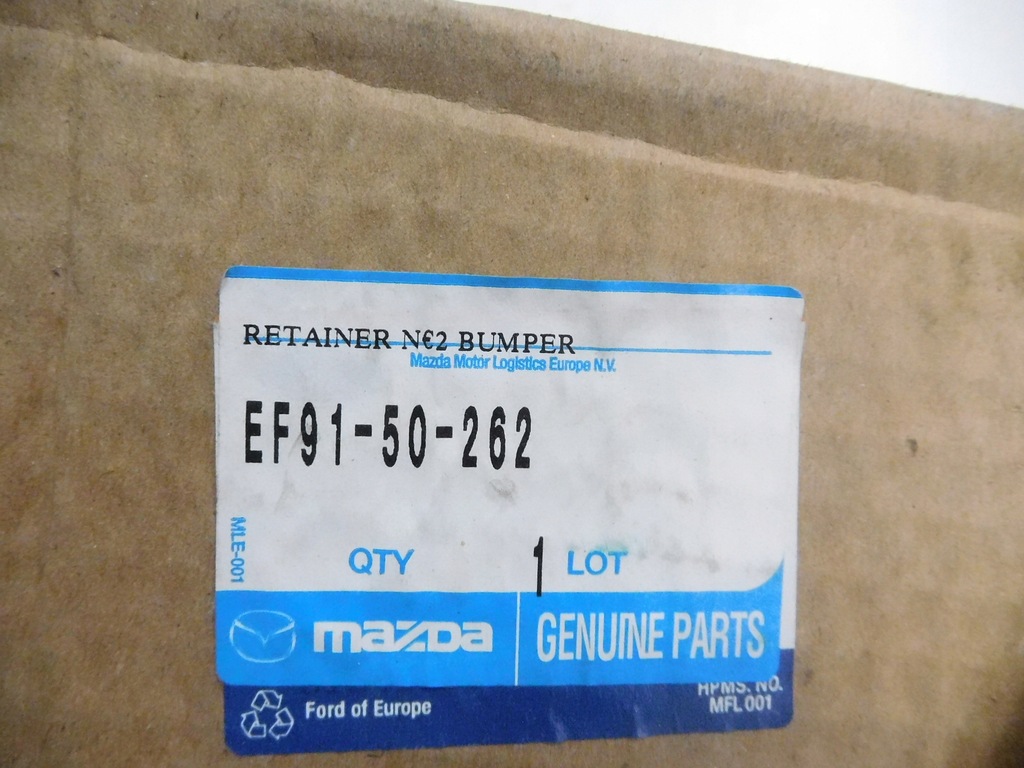 RETAINER N€2 BUMPER
Mazda Motor Logistics Europe N.V.
EF91-50-262
MLE-001
QTY 1 LOT
mazda GENUINE PARTS
HPMS. NO.
Ford of Europe MFL 001